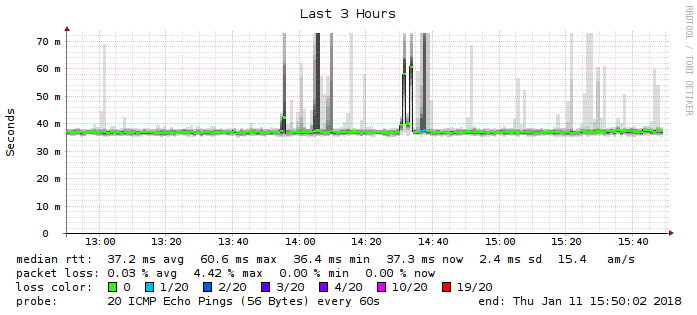 Last 3 Hours
RRDTOOL / TOBI OETIKER
Seconds
70 m
60 m
50 m
40 m
30 m
20 m
10 m
0
13:00 13:20 13:40 14:00 14:20 14:40 15:00 15:20 15:40
median rtt: 37.2 ms avg 60.6 ms max 36.4 ms min 37.3 ms now 2.4 ms sd 15.4 am/s
packet loss: 0.03 % avg 4.42 % max 0.00 % min 0.00 % now
loss color: 0 1/20 2/20 3/20 4/20 10/20 19/20
probe: 20 ICMP Echo Pings (56 Bytes) every 60s end: Thu Jan 11 15:50:02 2018